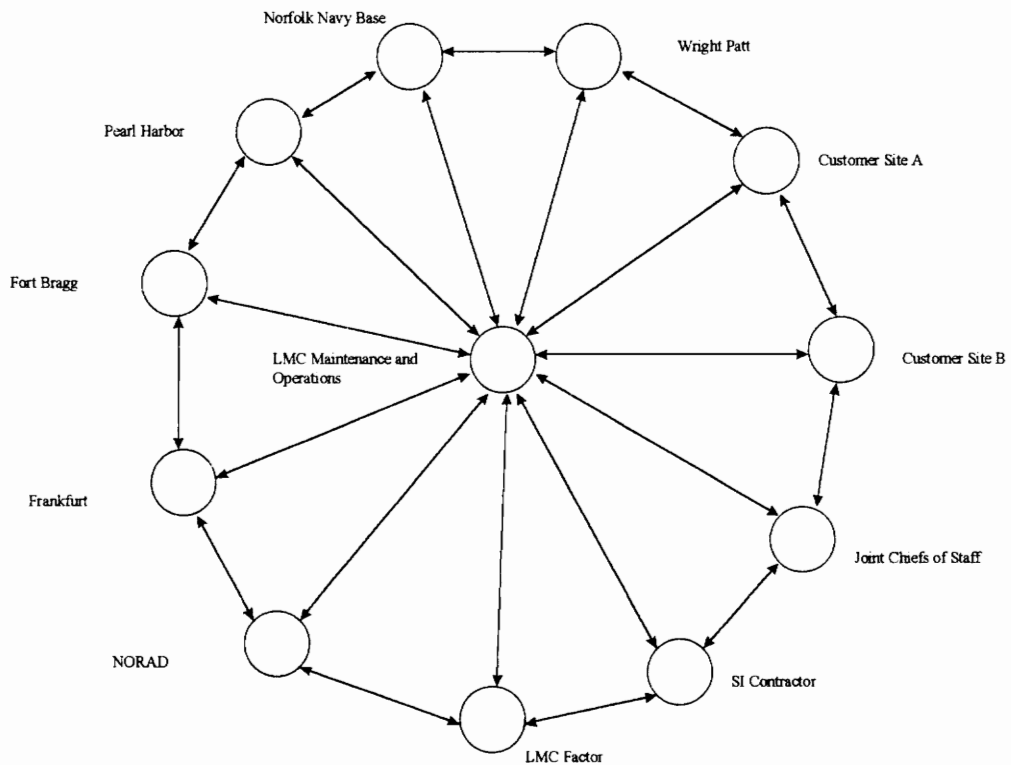 Norfolk Navy Base
Wright Patt
Pearl Harbor
Customer Site A
Fort Bragg
LMC Maintenance and
Operations
Customer Site B
Frankfurt
Joint Chiefs of Staff
NORAD
SI Contractor
LMC Factor